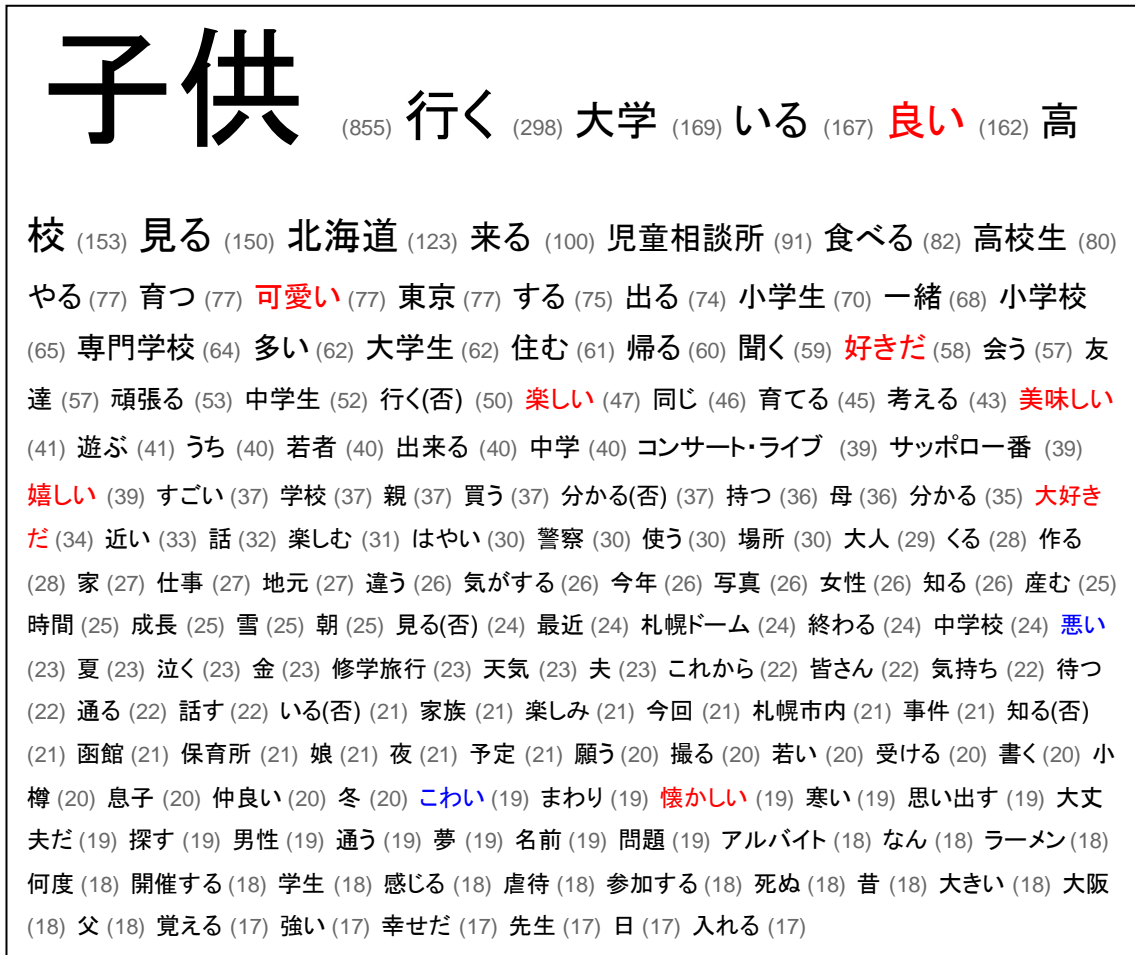 子供 (855) 行く (298) 大学 (169) いる (167) 良い (162) 高
校 (153) 見る (150) 北海道 (123) 来る (100) 児童相談所 (91) 食べる (82) 高校生 (80)
やる (77) 育つ (77) 可愛い (77) 東京 (77) する (75) 出る (74) 小学生 (70) 一緒 (68) 小学校
(65) 専門学校 (64) 多い (62) 大学生 (62) 住む (61) 帰る (60) 聞く (59) 好きだ (58) 会う (57) 友
達 (57) 頑張る (53) 中学生 (52) 行く(否) (50) 楽しい (47) 同じ (46) 育てる (45) 考える (43) 美味しい
(41) 遊ぶ (41) うち (40) 若者 (40) 出来る (40) 中学 (40) コンサート・ライブ (39) サッポロ一番 (39)
嬉しい (39) すごい (37) 学校 (37) 親 (37) 買う (37) 分かる(否) (37) 持つ (36) 母 (36) 分かる (35) 大好き
だ (34) 近い (33) 話 (32) 楽しむ (31) はやい (30) 警察 (30) 使う (30) 場所 (30) 大人 (29) くる (28) 作る
(28) 家 (27) 仕事 (27) 地元 (27) 違う (26) 気がする (26) 今年 (26) 写真 (26) 女性 (26) 知る (26) 産む (25)
時間 (25) 成長 (25) 雪 (25) 朝 (25) 見る(否) (24) 最近 (24) 札幌ドーム (24) 終わる (24) 中学校 (24) 悪い
(23) 夏 (23) 泣く (23) 金 (23) 修学旅行 (23) 天気 (23) 夫 (23) これから (22) 皆さん (22) 気持ち (22) 待つ
(22) 通る (22) 話す (22) いる(否) (21) 家族 (21) 楽しみ (21) 今回 (21) 札幌市内 (21) 事件 (21) 知る(否)
(21) 函館 (21) 保育所 (21) 娘 (21) 夜 (21) 予定 (21) 願う (20) 撮る (20) 若い (20) 受ける (20) 書く (20) 小
樽 (20) 息子 (20) 仲良い (20) 冬 (20) こわい (19) まわり (19) 懐かしい (19) 寒い (19) 思い出す (19) 大丈
夫だ (19) 探す (19) 男性 (19) 通う (19) 夢 (19) 名前 (19) 問題 (19) アルバイト (18) なん (18) ラーメン (18)
何度 (18) 開催する (18) 学生 (18) 感じる (18) 虐待 (18) 参加する (18) 死ぬ (18) 昔 (18) 大きい (18) 大阪
(18) 父 (18) 覚える (17) 強い (17) 幸せだ (17) 先生 (17) 日 (17) 入れる (17)